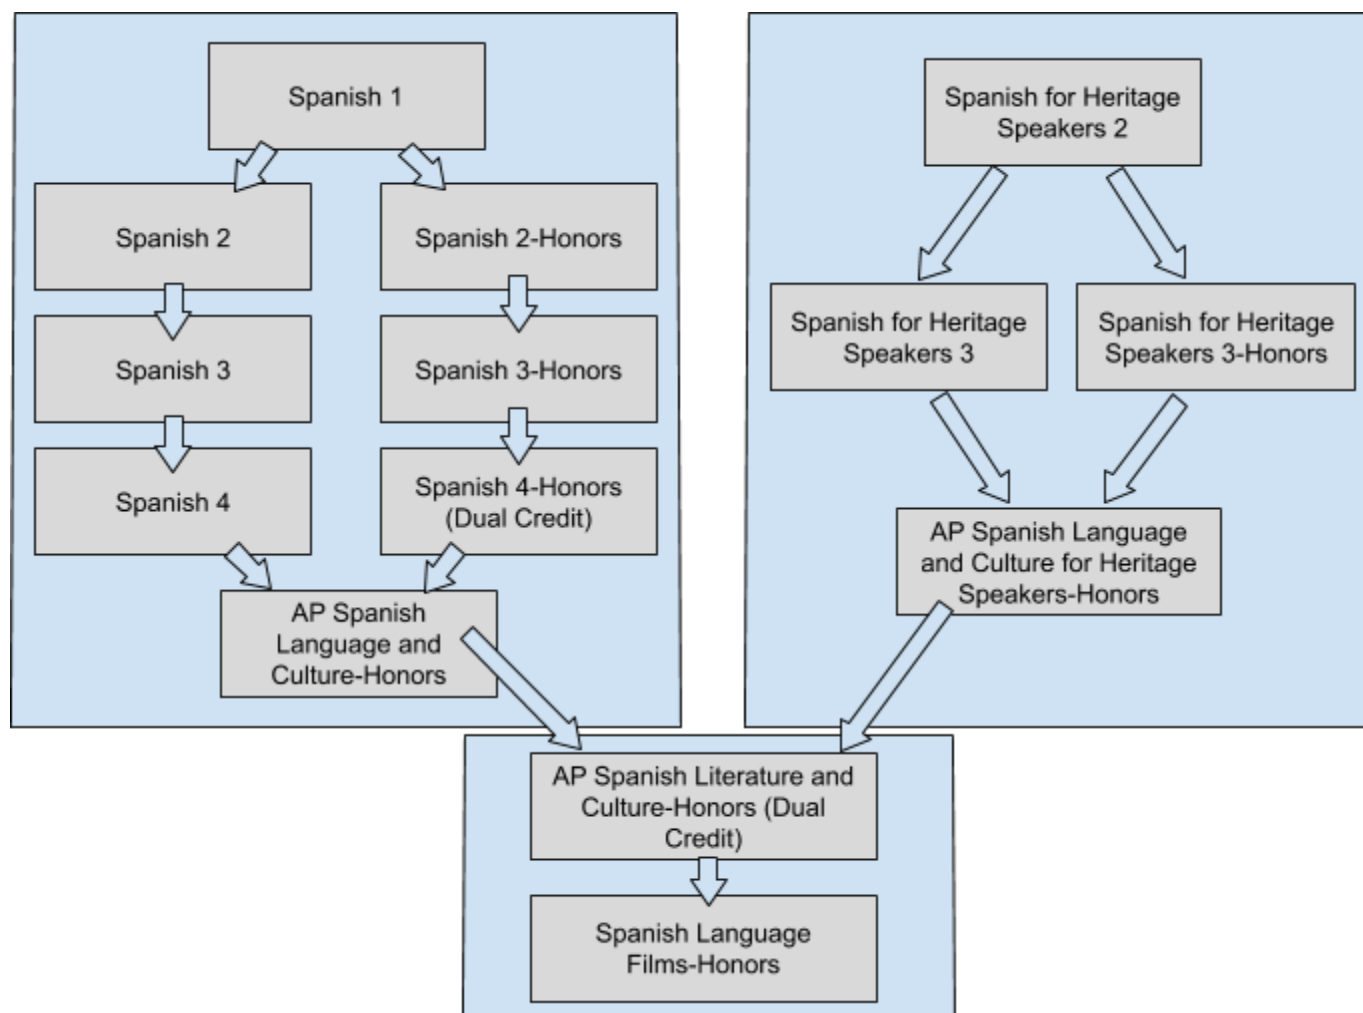 Spanish 1
Spanish 2
Spanish 2-Honors
Spanish 3
Spanish 3-Honors
Spanish 4
Spanish 4-Honors
(Dual Credit)
AP Spanish
Language and
Culture-Honors
Spanish for Heritage
Speakers 2
Spanish for Heritage
Speakers 3
Spanish for Heritage
Speakers 3-Honors
AP Spanish Language
and Culture for Heritage
Speakers-Honors
AP Spanish Literature and
Culture-Honors (Dual
Credit)
Spanish Language
Films-Honors